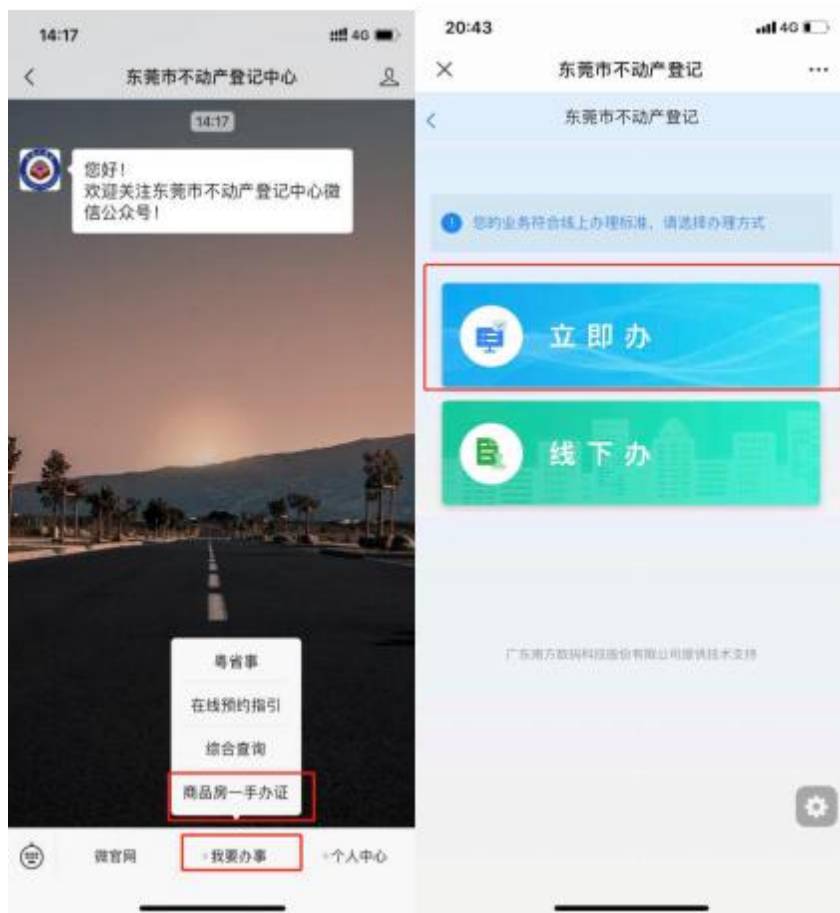 14:17
4G
东莞市不动产登记中心
14:17
您好！
欢迎关注东莞市不动产登记中心微
信公众号！
粤省事
在线预约指引
综合查询
商品房一手办证
微官网
我要办事
个人中心
20:43
4G
东莞市不动产登记
东莞市不动产登记
您的业务符合线上办理标准，请选择办理方式
立即办
线下办
广东南方数码科技股份有限公司提供技术支持